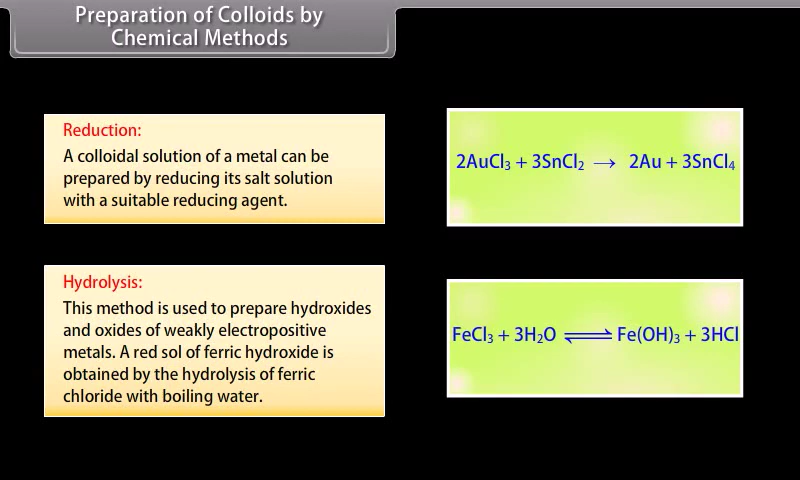 Preparation of Colloids by
Chemical Methods
Reduction:
A colloidal solution of a metal can be
prepared by reducing its salt solution
with a suitable reducing agent.
2AuCl₃ + 3SnCl₂ → 2Au + 3SnCl₄
Hydrolysis:
This method is used to prepare hydroxides
and oxides of weakly electropositive
metals. A red sol of ferric hydroxide is
obtained by the hydrolysis of ferric
chloride with boiling water.
FeCl₃ + 3H₂O ⇌ Fe(OH)₃ + 3HCl